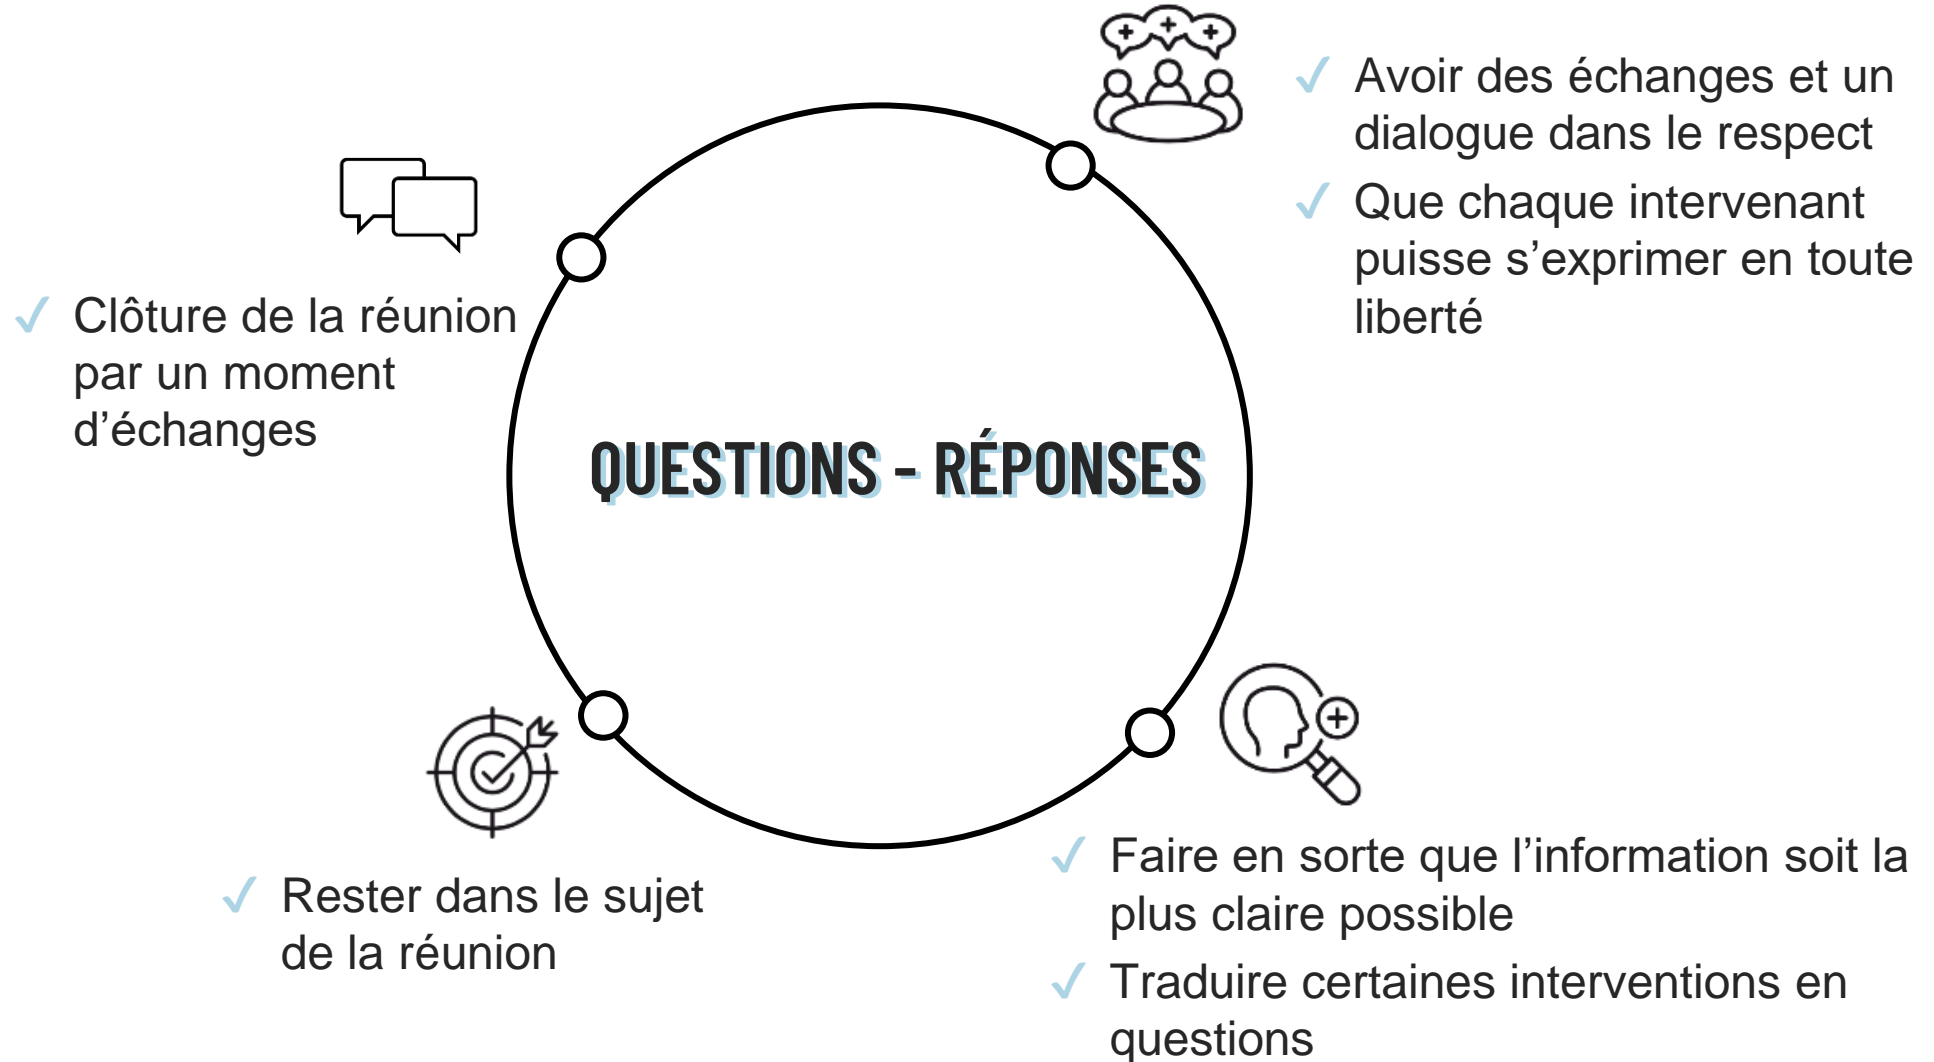 Avoir des échanges et un
dialogue dans le respect
Que chaque intervenant
puisse s’exprimer en toute
liberté
Clôture de la réunion
par un moment
d’échanges
QUESTIONS - RÉPONSES
Rester dans le sujet
de la réunion
Faire en sorte que l’information soit la
plus claire possible
Traduire certaines interventions en
questions